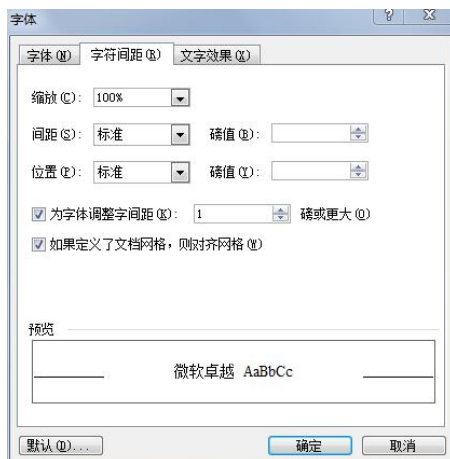 字体
字体(N) 字符间距(R) 文字效果(X)
缩放(C): 100%
间距(S): 标准 磅值(B):
位置(P): 标准 磅值(Y):
为字体调整字间距(K): 1 磅或更大(O)
如果定义了文档网格，则对齐网格(W)
预览
微软卓越 AaBbCc
默认(D)... 确定 取消